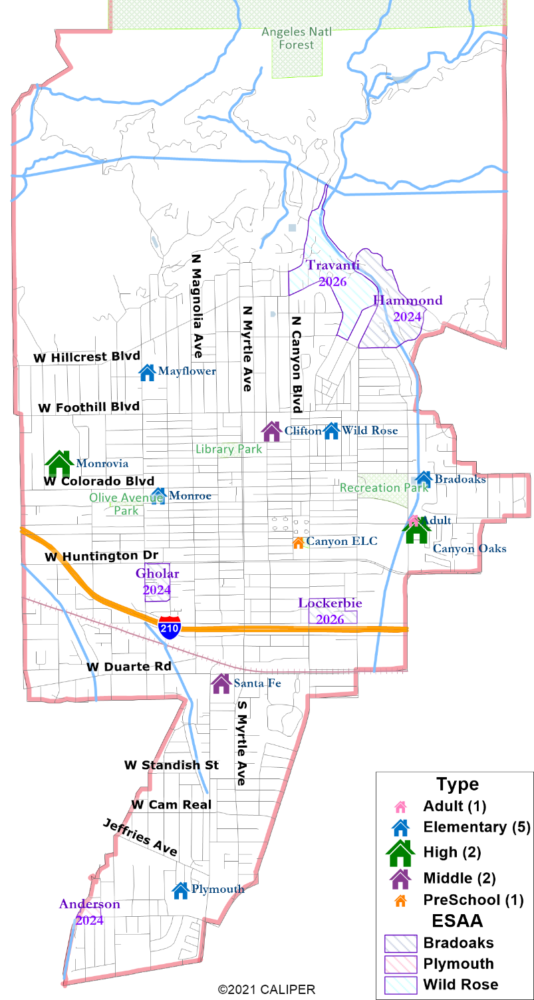 Angeles Natl
Forest
N Magnolia Ave
Travanti
2026
Hammond
2024
N Myrtle Ave
N Canyon Blvd
W Hillcrest Blvd
Mayflower
W Foothill Blvd
Clifton
Wild Rose
Library Park
Monrovia
W Colorado Blvd
Bradoaks
Recreation Park
Olive Avenue
Park
Monroe
Adult
Canyon ELC
Canyon Oaks
W Huntington Dr
Gholar
2024
Lockerbie
2026
210
W Duarte Rd
Santa Fe
S Myrtle Ave
W Standish St
W Cam Real
Jeffries Ave
Plymouth
Anderson
2024
Type
Adult (1)
Elementary (5)
High (2)
Middle (2)
PreSchool (1)
ESAA
Bradoaks
Plymouth
Wild Rose
©2021 CALIPER